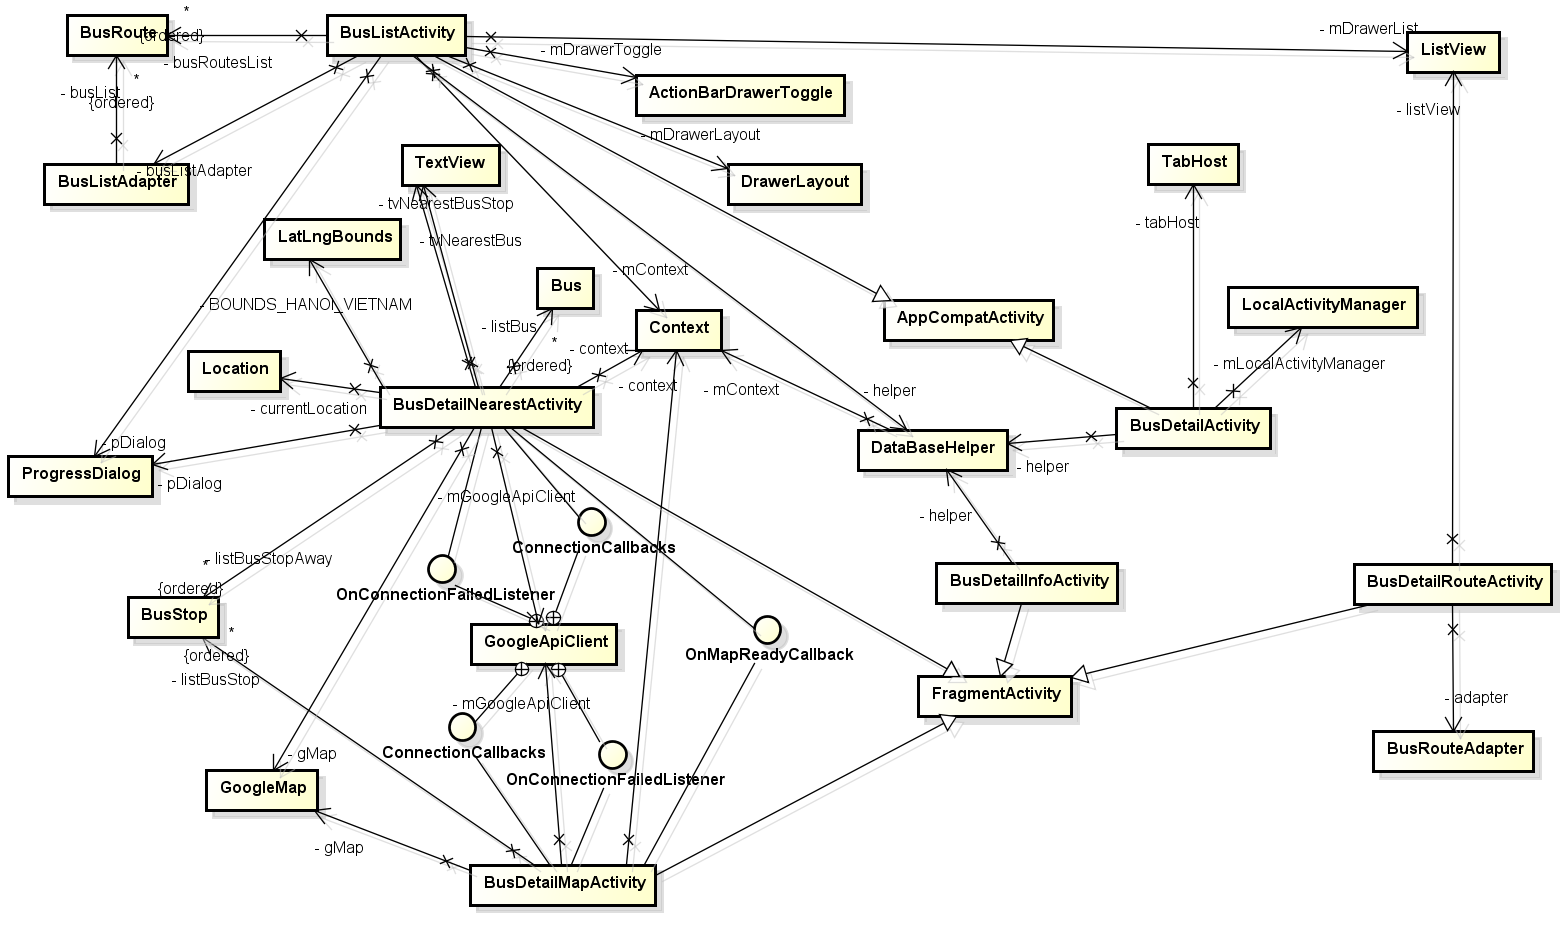 *
BusRoute
{ordered}
BusListActivity
- mDrawerList
ListView
- mDrawerToggle
- busRoutesList
*
- busList
{ordered}
ActionBarDrawerToggle
- listView
- mDrawerLayout
TextView
TabHost
- busListAdapter
BusListAdapter
DrawerLayout
- tvNearestBusStop
- tabHost
LatLngBounds
- tvNearestBus
- mContext
Bus
- BOUNDS_HANOI_VIETNAM
LocalActivityManager
AppCompatActivity
- listBus
Context
*
- context
{ordered}
Location
- mLocalActivityManager
- context
- mContext
- helper
BusDetailNearestActivity
- currentLocation
BusDetailActivity
- pDialog
DataBaseHelper
- helper
ProgressDialog
- pDialog
- mGoogleApiClient
- helper
ConnectionCallbacks
- listBusStopAway
*
{ordered}
OnConnectionFailedListener
BusDetailInfoActivity
BusDetailRouteActivity
BusStop
*
GoogleApiClient
{ordered}
OnMapReadyCallback
- listBusStop
FragmentActivity
- mGoogleApiClient
- adapter
- gMap
ConnectionCallbacks
BusRouteAdapter
OnConnectionFailedListener
GoogleMap
- gMap
BusDetailMapActivity